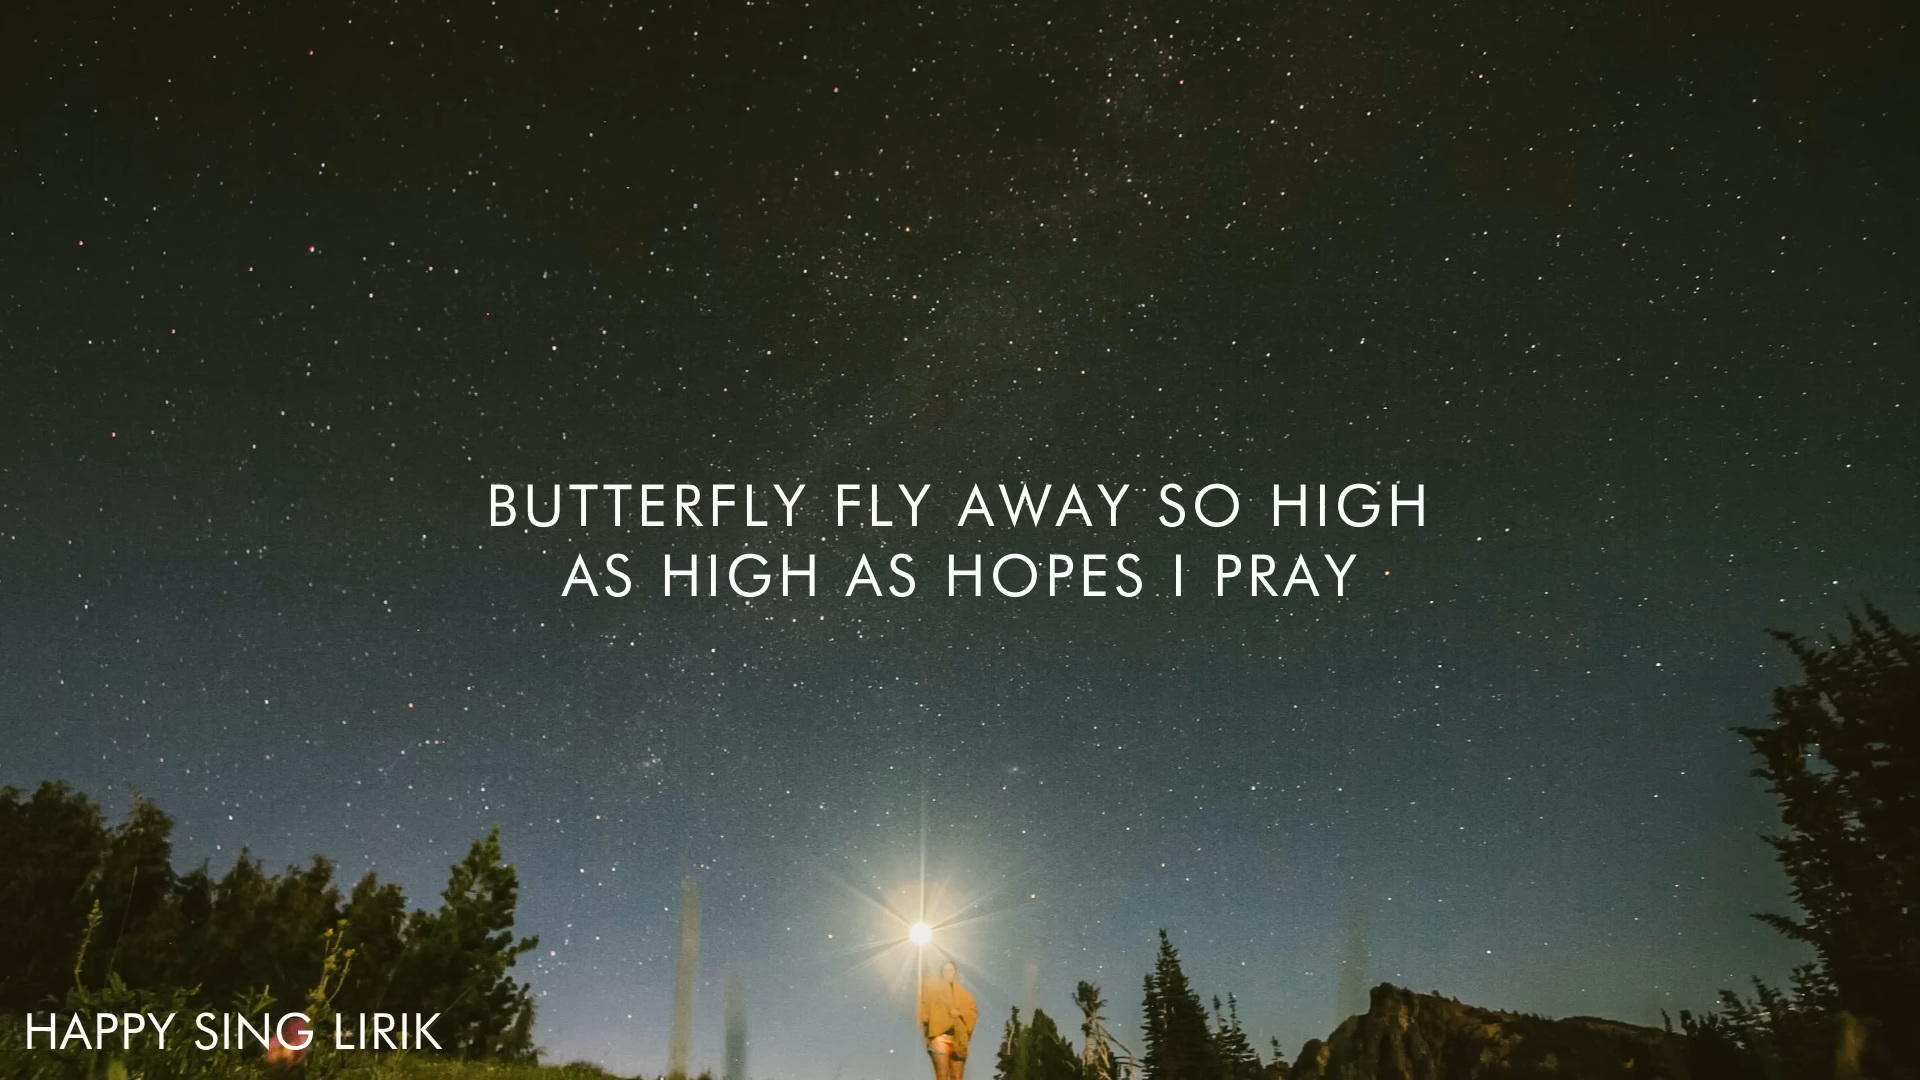 BUTTERFLY FLY AWAY SO HIGH
AS HIGH AS HOPES I PRAY
HAPPY SING LIRIK